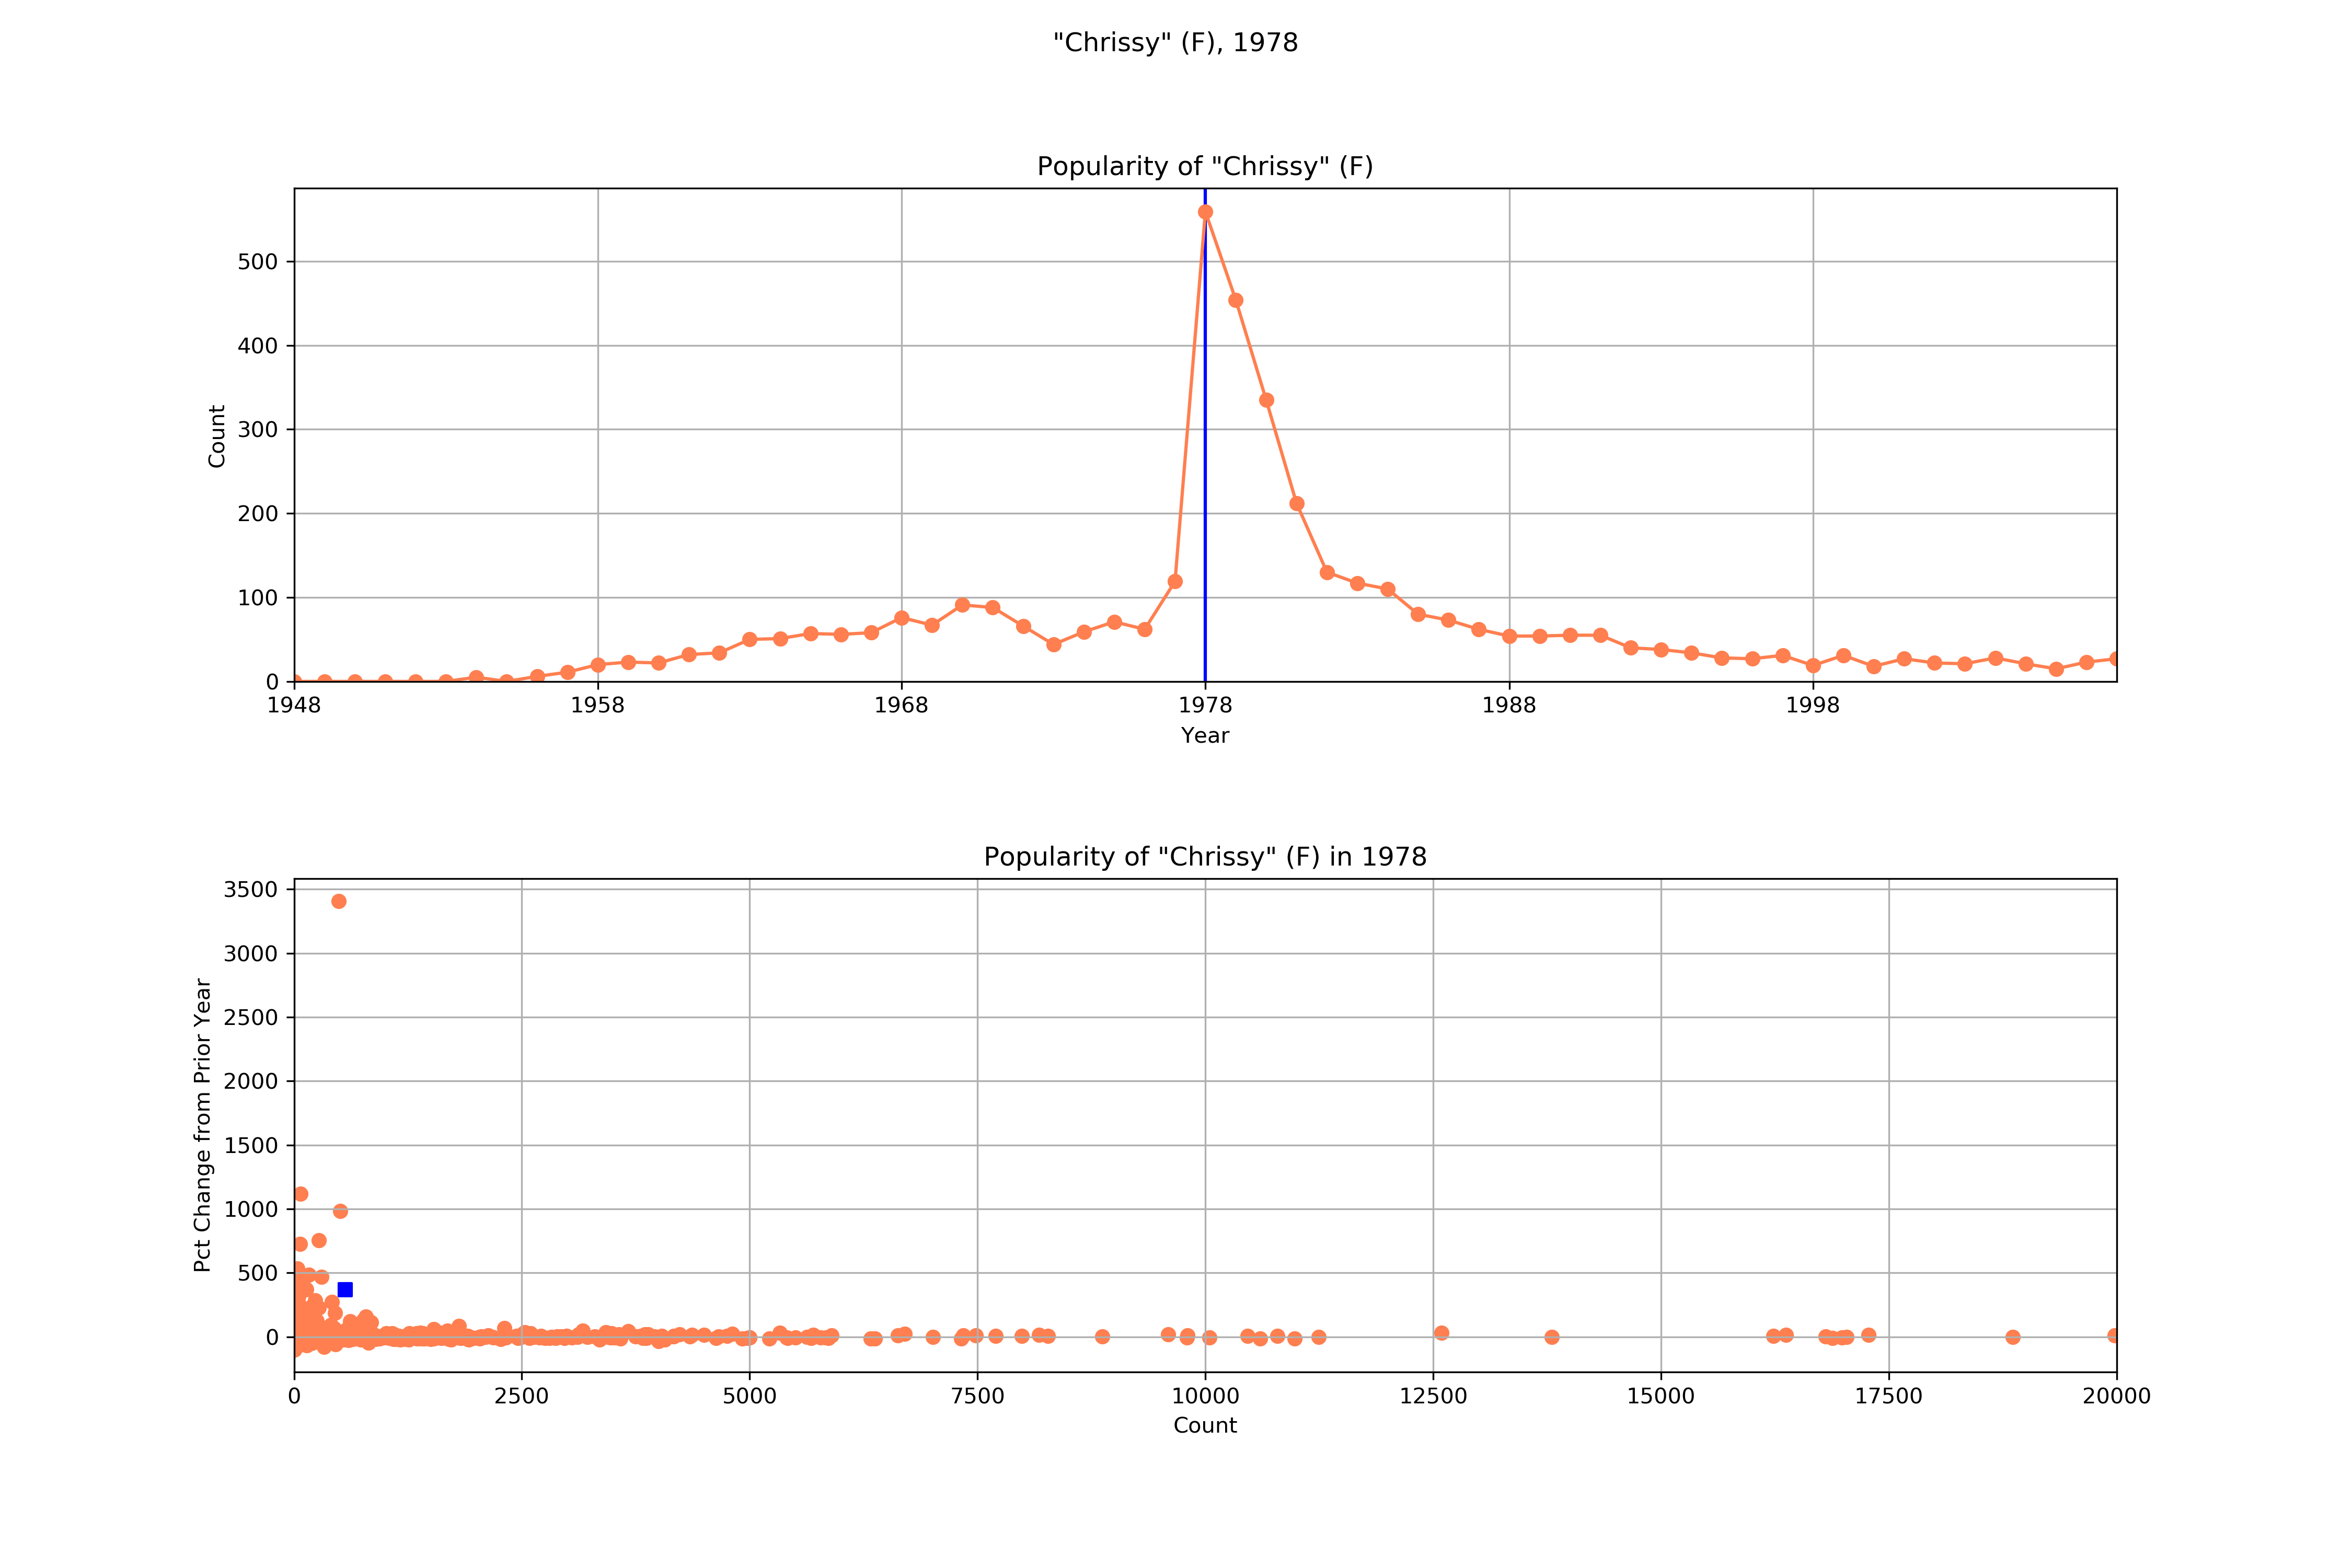 "Chrissy" (F), 1978
Popularity of "Chrissy" (F)
500
400
300
200
100
0
Count
1948 1958 1968 1978 1988 1998
Year
Popularity of "Chrissy" (F) in 1978
3500
3000
2500
2000
1500
1000
500
0
Pct Change from Prior Year
0 2500 5000 7500 10000 12500 15000 17500 20000
Count